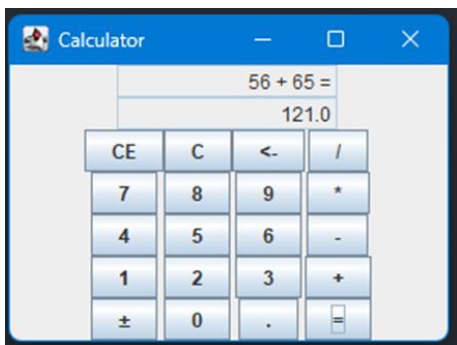 Calculator
56 + 65 =
121.0
CE C <- /
7 8 9 *
4 5 6 -
1 2 3 +
± 0 . =